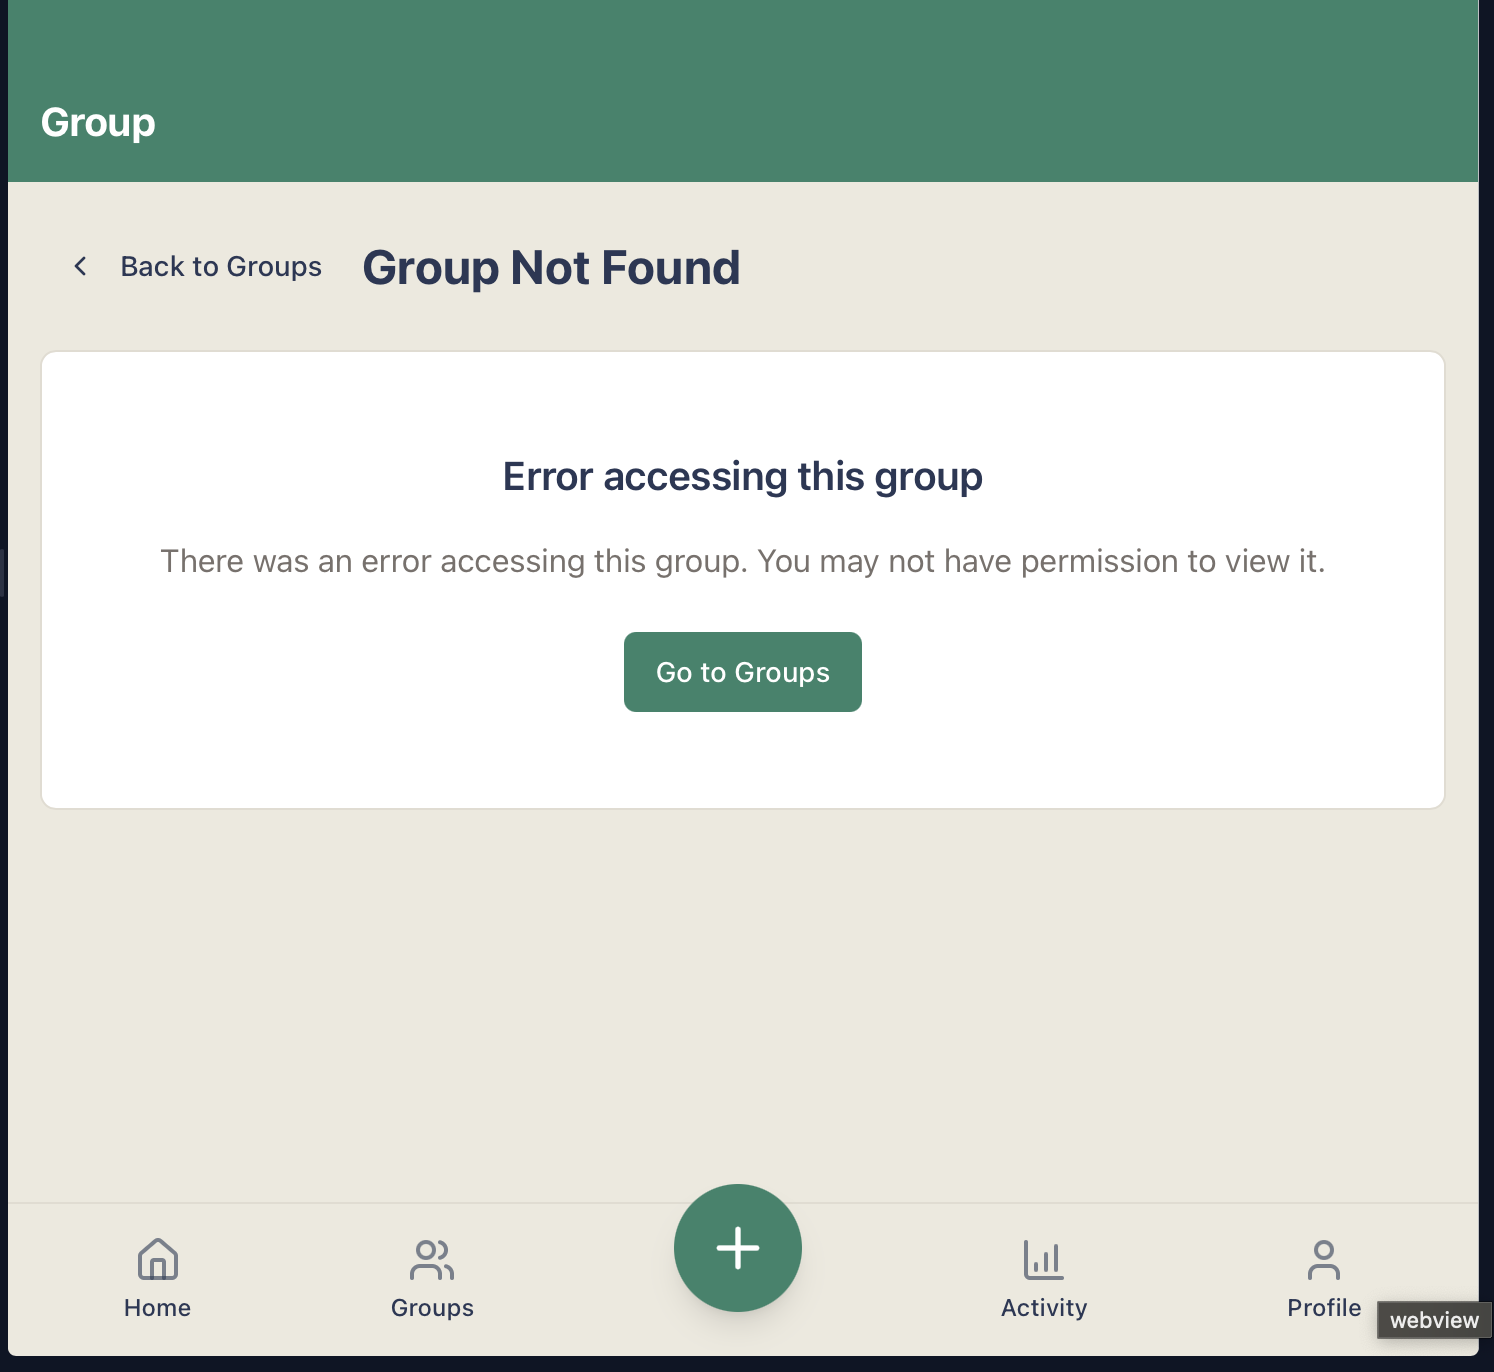 Group
Back to Groups
Group Not Found
Error accessing this group
There was an error accessing this group. You may not have permission to view it.
Go to Groups
Home
Groups
Activity
Profile
webview